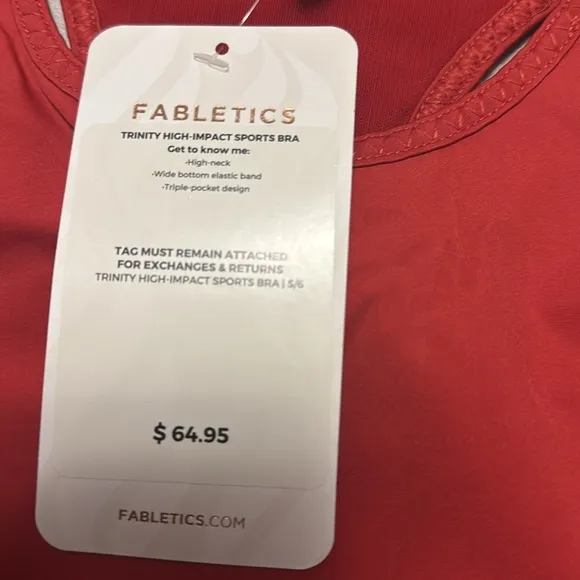 FABLETICS
TRINITY HIGH-IMPACT SPORTS BRA
Get to know me:
•High-neck
•Wide bottom elastic band
•Triple-pocket design
TAG MUST REMAIN ATTACHED
FOR EXCHANGES & RETURNS
TRINITY HIGH-IMPACT SPORTS BRA | S/6
$ 64.95
FABLETICS.COM